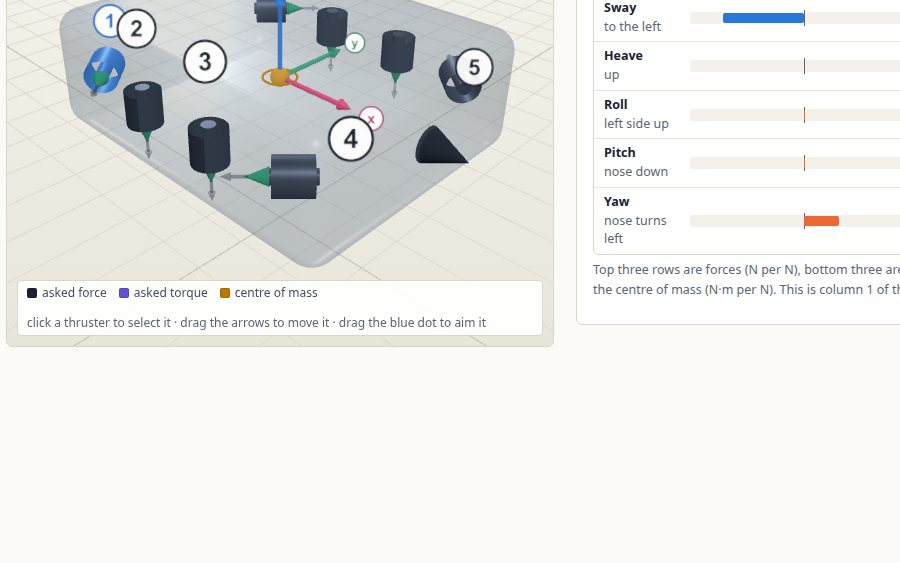 1
2
3
y
5
x
4
asked force
asked torque
centre of mass
click a thruster to select it · drag the arrows to move it · drag the blue dot to aim it
Sway
to the left
Heave
up
Roll
left side up
Pitch
nose down
Yaw
nose turns
left
Top three rows are forces (N per N), bottom three are
the centre of mass (N·m per N). This is column 1 of